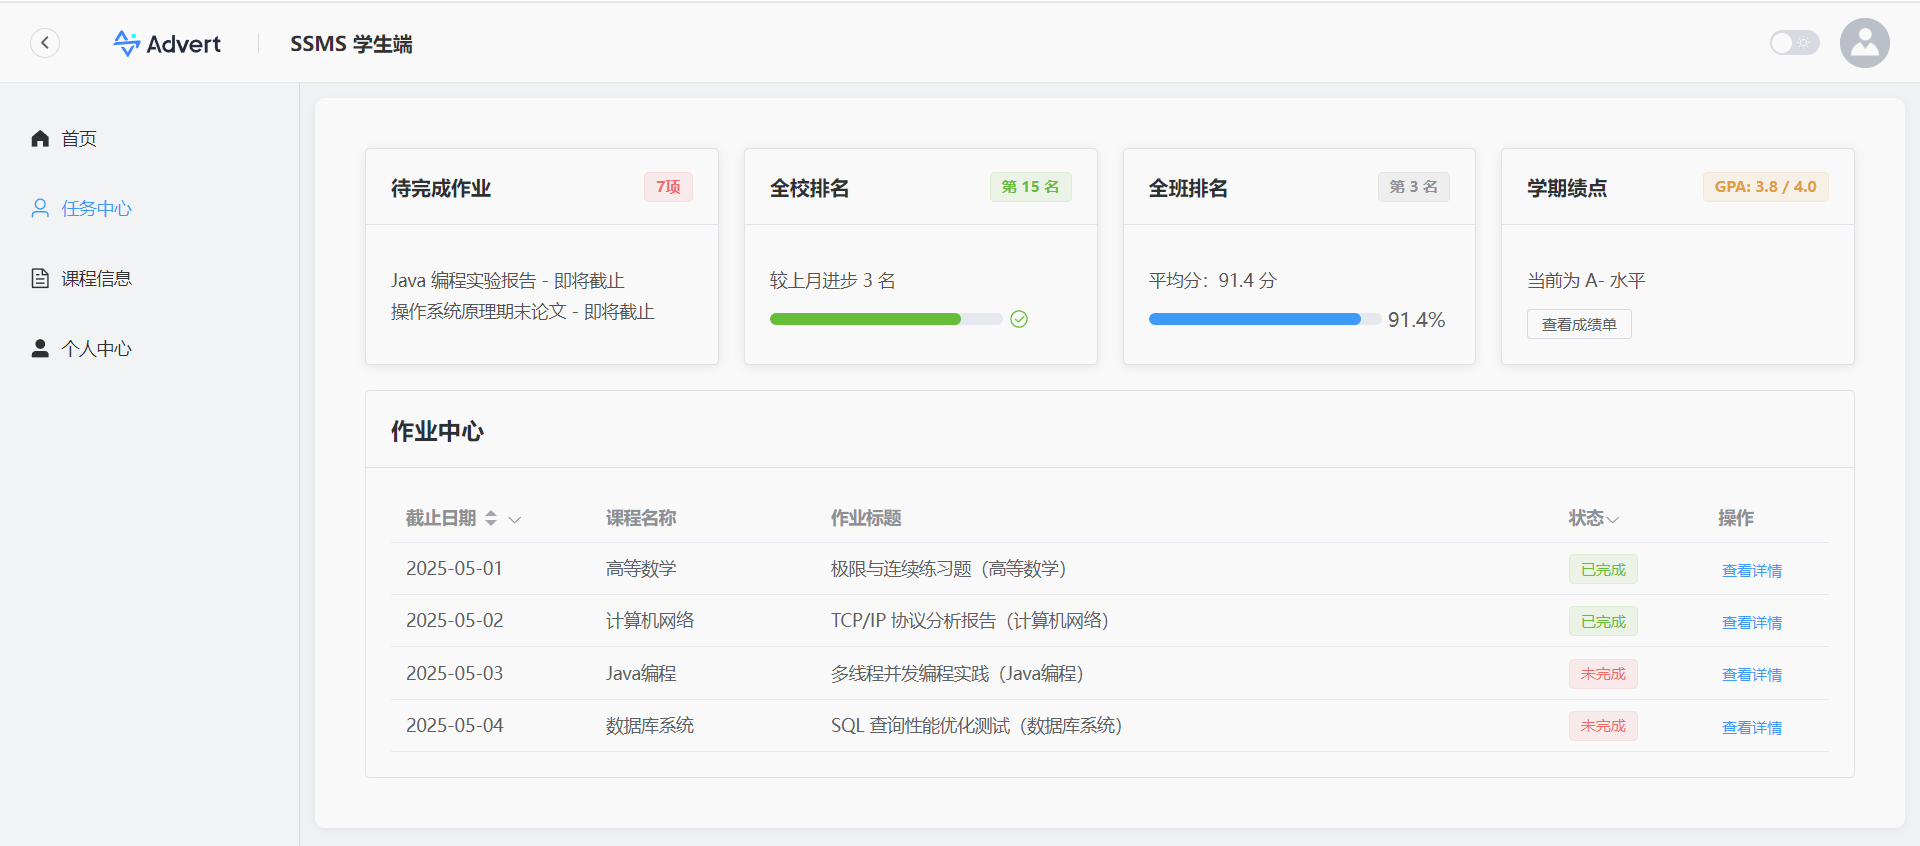 Advert
SSMS 学生端
首页
任务中心
课程信息
个人中心
待完成作业 7项
Java 编程实验报告 - 即将截止
操作系统原理期末论文 - 即将截止
全校排名 第 15 名
较上月进步 3 名
全班排名 第 3 名
平均分：91.4 分
91.4%
学期绩点 GPA: 3.8 / 4.0
当前为 A- 水平
查看成绩单
作业中心
截止日期 课程名称 作业标题 状态 操作
2025-05-01 高等数学 极限与连续练习题（高等数学） 已完成 查看详情
2025-05-02 计算机网络 TCP/IP 协议分析报告（计算机网络） 已完成 查看详情
2025-05-03 Java编程 多线程并发编程实践（Java编程） 未完成 查看详情
2025-05-04 数据库系统 SQL 查询性能优化测试（数据库系统） 未完成 查看详情